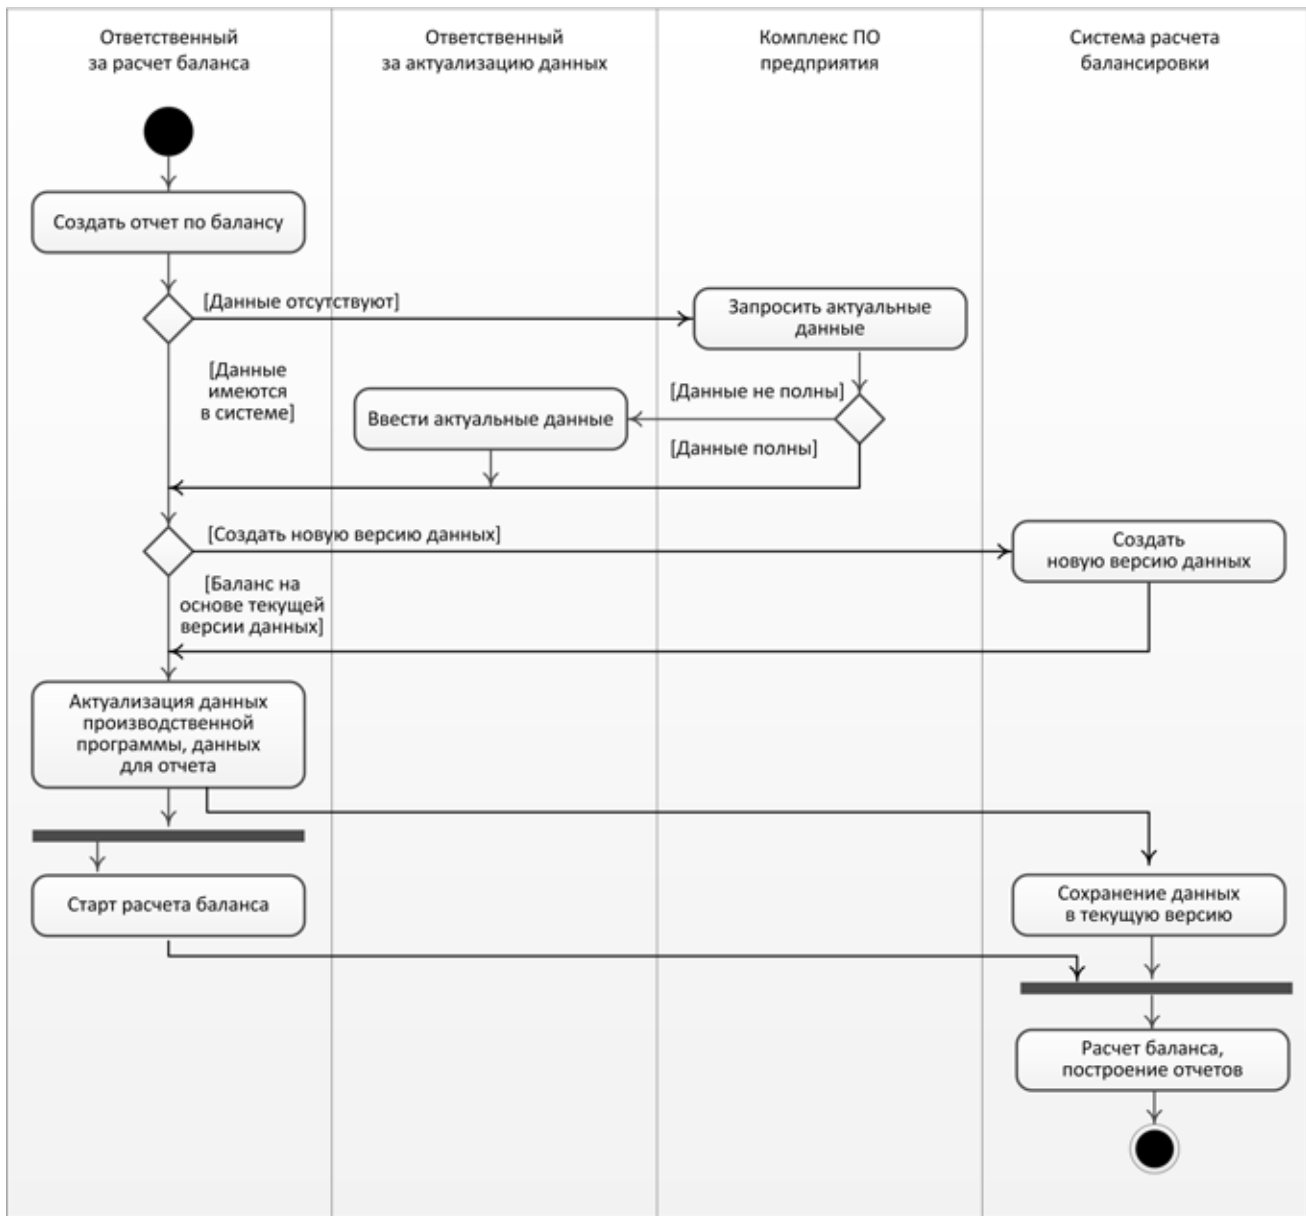 Ответственный
за расчет баланса
Ответственный
за актуализацию данных
Комплекс ПО
предприятия
Система расчета
балансировки
Создать отчет по балансу
[Данные отсутствуют]
Запросить актуальные
данные
[Данные
имеются
в системе]
[Данные не полны]
Ввести актуальные данные
[Данные полны]
[Создать новую версию данных]
Создать
новую версию данных
[Баланс на
основе текущей
версии данных]
Актуализация данных
производственной
программы, данных
для отчета
Старт расчета баланса
Сохранение данных
в текущую версию
Расчет баланса,
построение отчетов